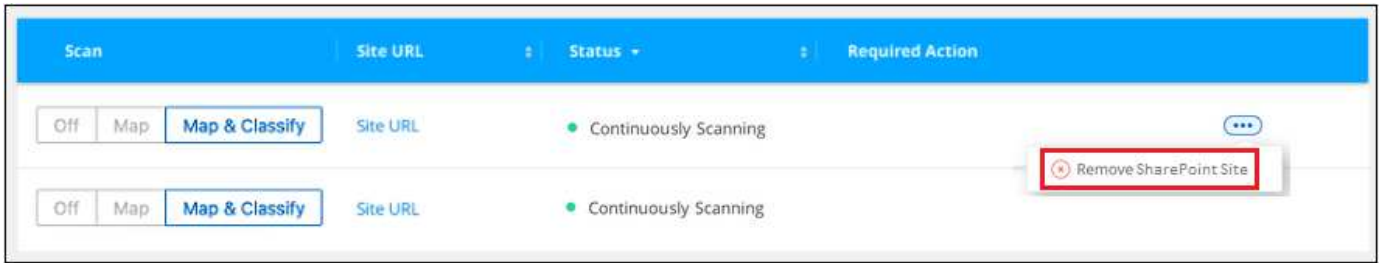 Scan Site URL Status Required Action
Off Map Map & Classify Site URL Continuously Scanning
Remove SharePoint Site
Off Map Map & Classify Site URL Continuously Scanning